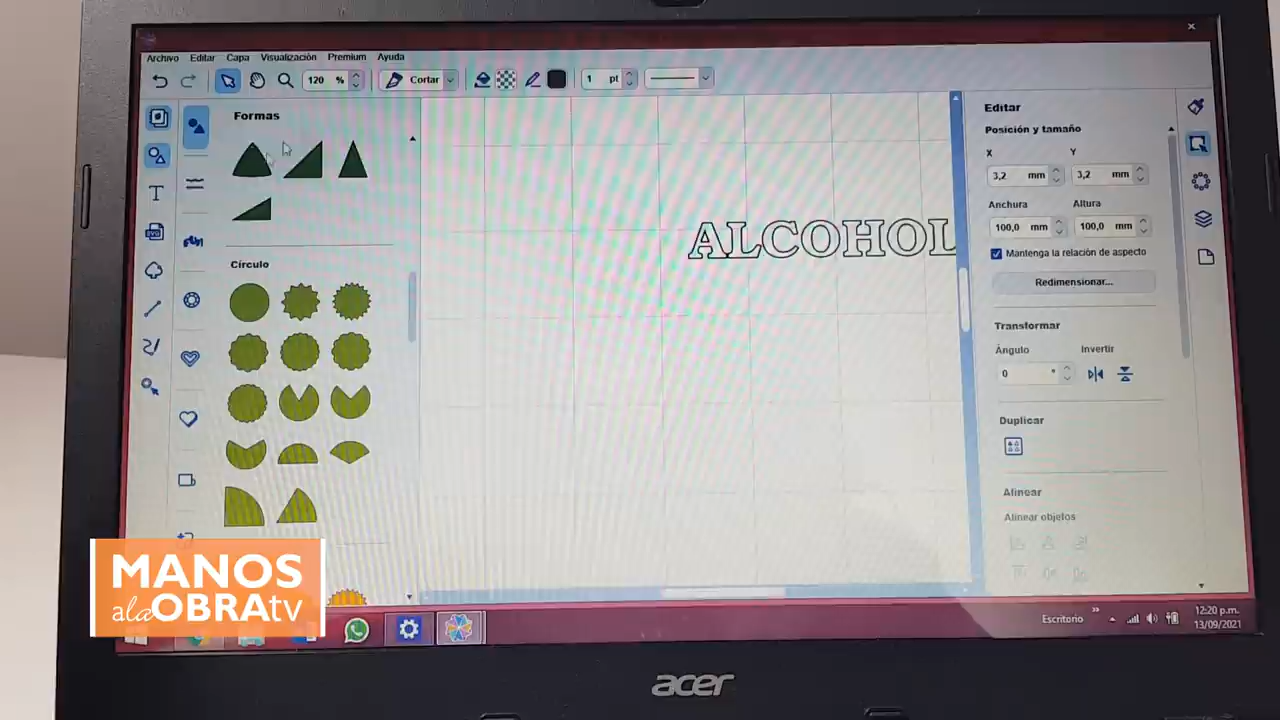 Archivo Editar Capa Visualización Premium Ayuda
120 % Cortar 1 pt
Formas
Círculo
ALCOHOL
Editar
Posición y tamaño
X Y
3,2 mm 3,2 mm
Anchura Altura
100,0 mm 100,0 mm
Mantenga la relación de aspecto
Redimensionar...
Transformar
Ángulo Invertir
0 °
Duplicar
Alinear
Alinear objetos
MANOS
a la OBRA tv
Escritorio
12:20 p.m.
13/09/2021
acer